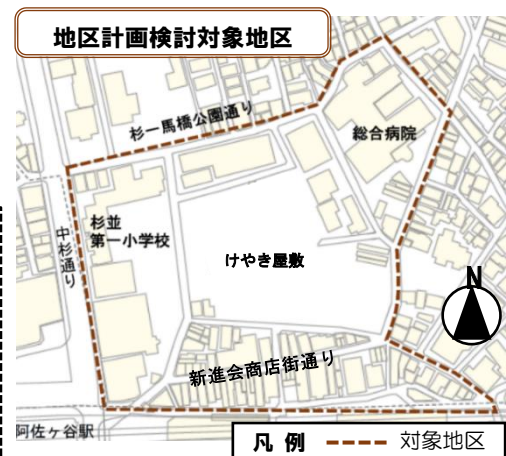 地区計画検討対象地区
杉一馬橋公園通り
総合病院
杉並
第一小学校
中杉通り
けやき屋敷
N
新進会商店街通り
阿佐ケ谷駅
凡 例 対象地区